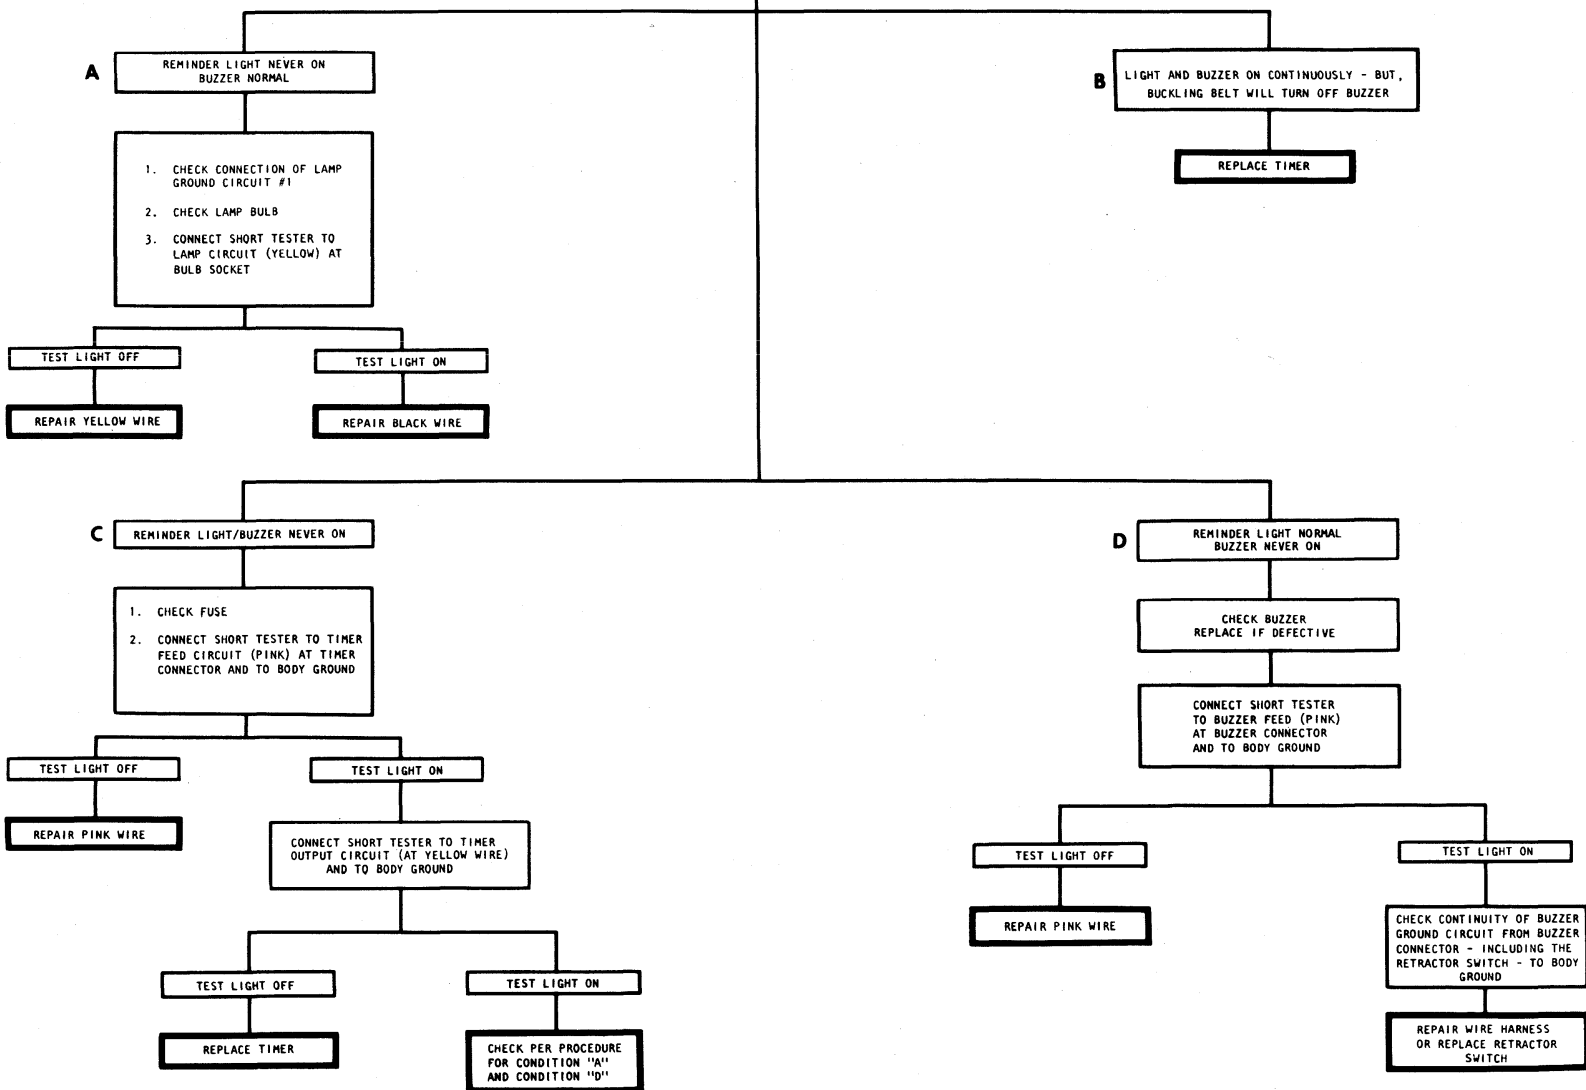 A
REMINDER LIGHT NEVER ON
BUZZER NORMAL
1. CHECK CONNECTION OF LAMP
GROUND CIRCUIT #1
2. CHECK LAMP BULB
3. CONNECT SHORT TESTER TO
LAMP CIRCUIT (YELLOW) AT
BULB SOCKET
TEST LIGHT OFF
TEST LIGHT ON
REPAIR YELLOW WIRE
REPAIR BLACK WIRE
B
LIGHT AND BUZZER ON CONTINUOUSLY - BUT,
BUCKLING BELT WILL TURN OFF BUZZER
REPLACE TIMER
C
REMINDER LIGHT/BUZZER NEVER ON
1. CHECK FUSE
2. CONNECT SHORT TESTER TO TIMER
FEED CIRCUIT (PINK) AT TIMER
CONNECTOR AND TO BODY GROUND
TEST LIGHT OFF
TEST LIGHT ON
REPAIR PINK WIRE
CONNECT SHORT TESTER TO TIMER
OUTPUT CIRCUIT (AT YELLOW WIRE)
AND TO BODY GROUND
TEST LIGHT OFF
TEST LIGHT ON
REPLACE TIMER
CHECK PER PROCEDURE
FOR CONDITION "A"
AND CONDITION "D"
D
REMINDER LIGHT NORMAL
BUZZER NEVER ON
CHECK BUZZER
REPLACE IF DEFECTIVE
CONNECT SHORT TESTER
TO BUZZER FEED (PINK)
AT BUZZER CONNECTOR
AND TO BODY GROUND
TEST LIGHT OFF
TEST LIGHT ON
REPAIR PINK WIRE
CHECK CONTINUITY OF BUZZER
GROUND CIRCUIT FROM BUZZER
CONNECTOR - INCLUDING THE
RETRACTOR SWITCH - TO BODY
GROUND
REPAIR WIRE HARNESS
OR REPLACE RETRACTOR
SWITCH